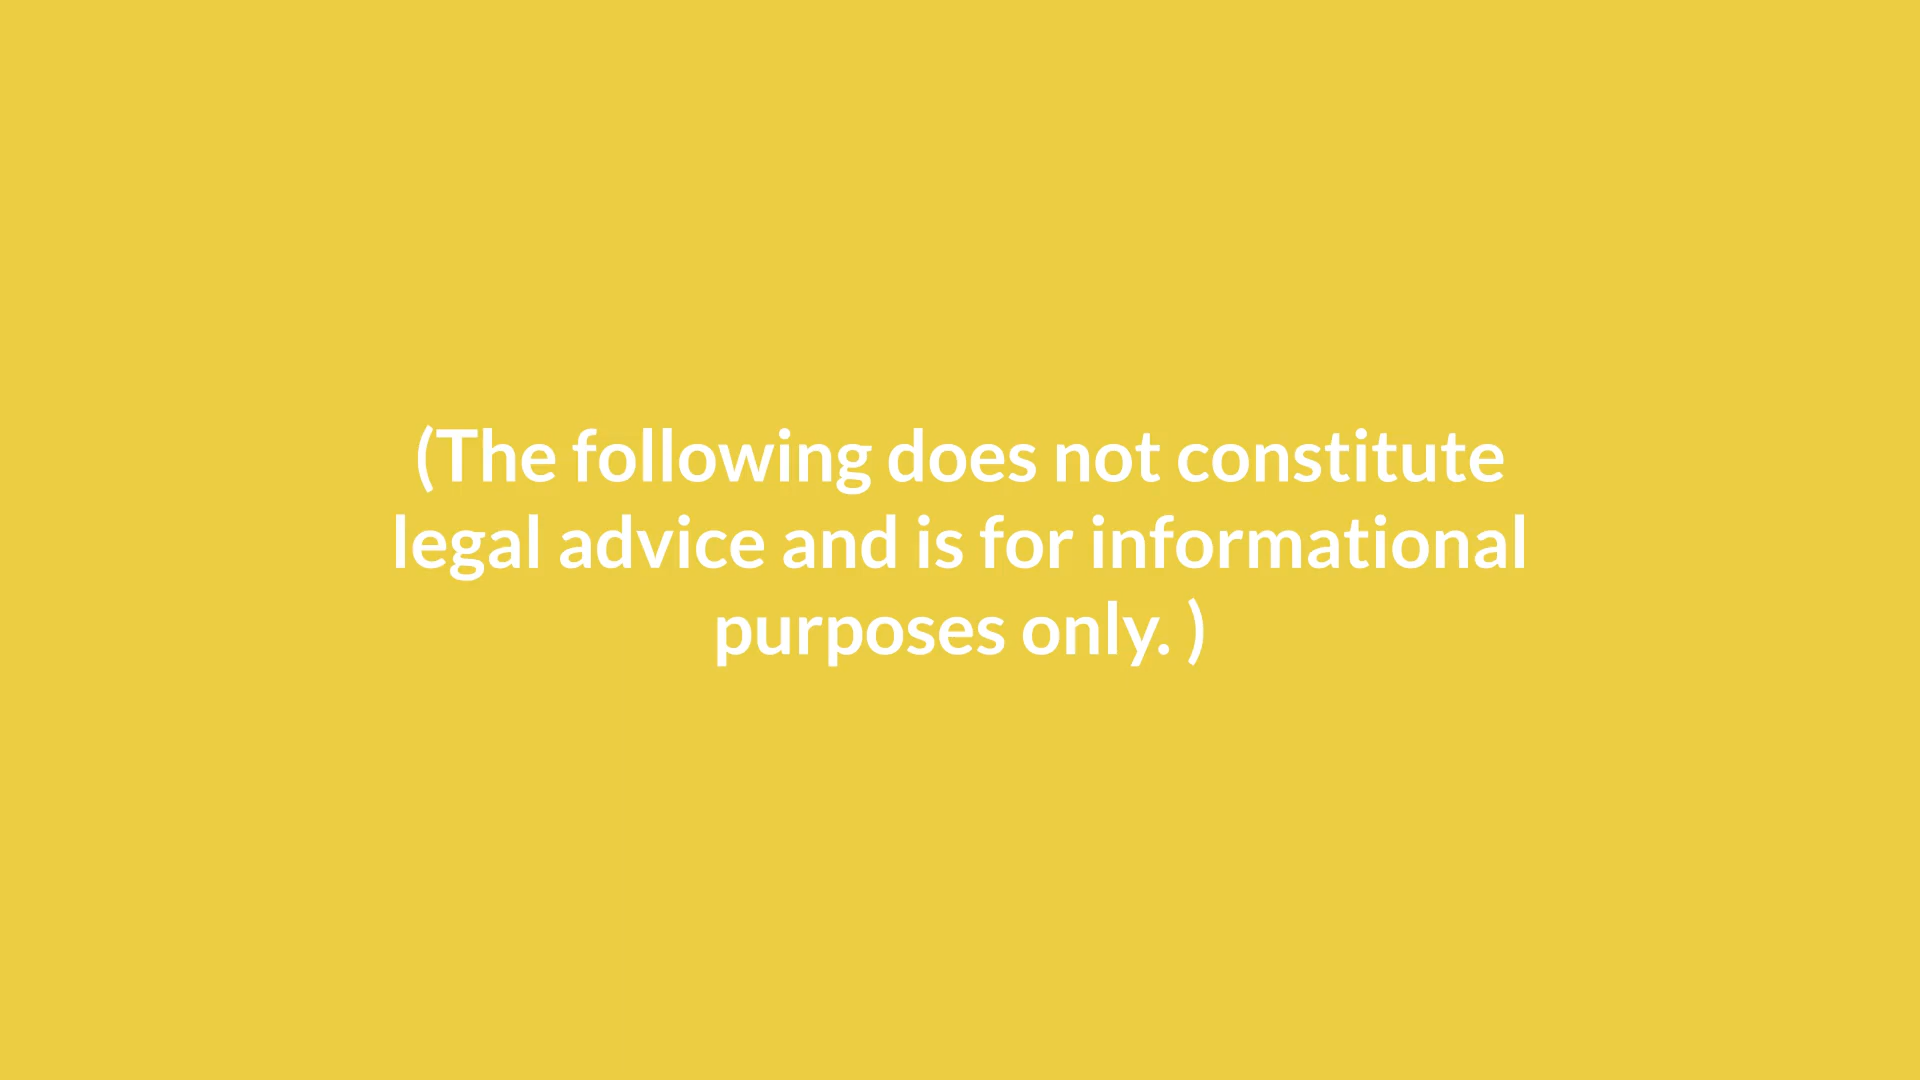 (The following does not constitute
legal advice and is for informational
purposes only. )